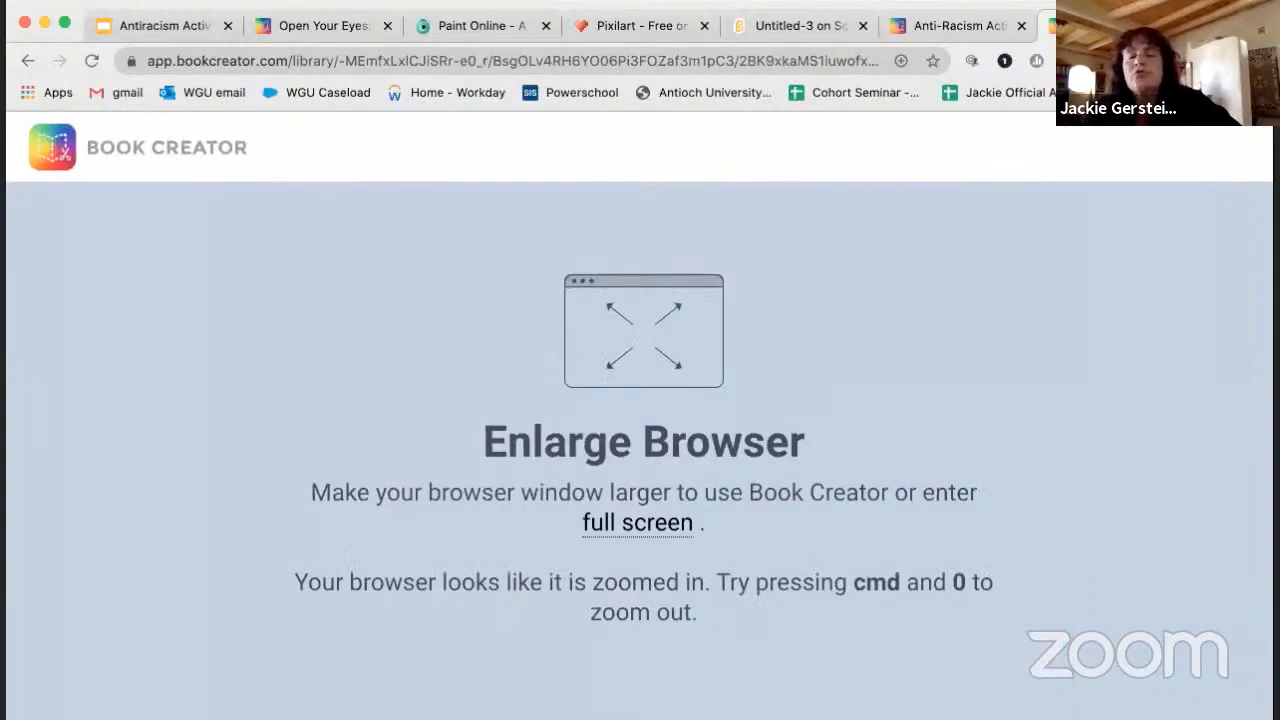 Antiracism Activ
Open Your Eyes:
Paint Online - A
Pixilart - Free or
Untitled-3 on Sc
Anti-Racism Acti
app.bookcreator.com/library/-MEmfxLxlCJiSRr-e0_r/BsgOLv4RH6YO06Pi3FOZaf3m1pC3/2BK9xkaMS1iuwofx...
Apps
gmail
WGU email
WGU Caseload
Home - Workday
SIS
Powerschool
Antioch University...
Cohort Seminar -...
Jackie Official A
Jackie Gerstei...
BOOK CREATOR
Enlarge Browser
Make your browser window larger to use Book Creator or enter
full screen .
Your browser looks like it is zoomed in. Try pressing cmd and 0 to
zoom out.
zoom